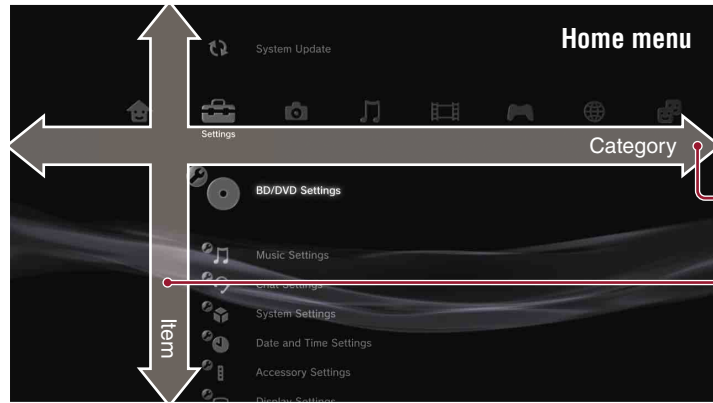 Home menu
System Update
Settings
Category
BD/DVD Settings
Music Settings
Chat Settings
System Settings
Item
Date and Time Settings
Accessory Settings
Display Settings